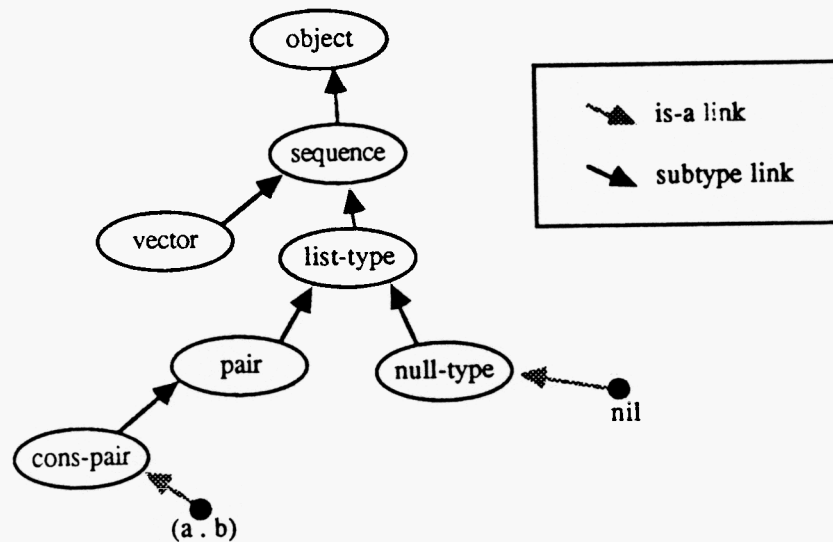 object
is-a link
sequence
subtype link
vector
list-type
pair
null-type
nil
cons-pair
(a . b)